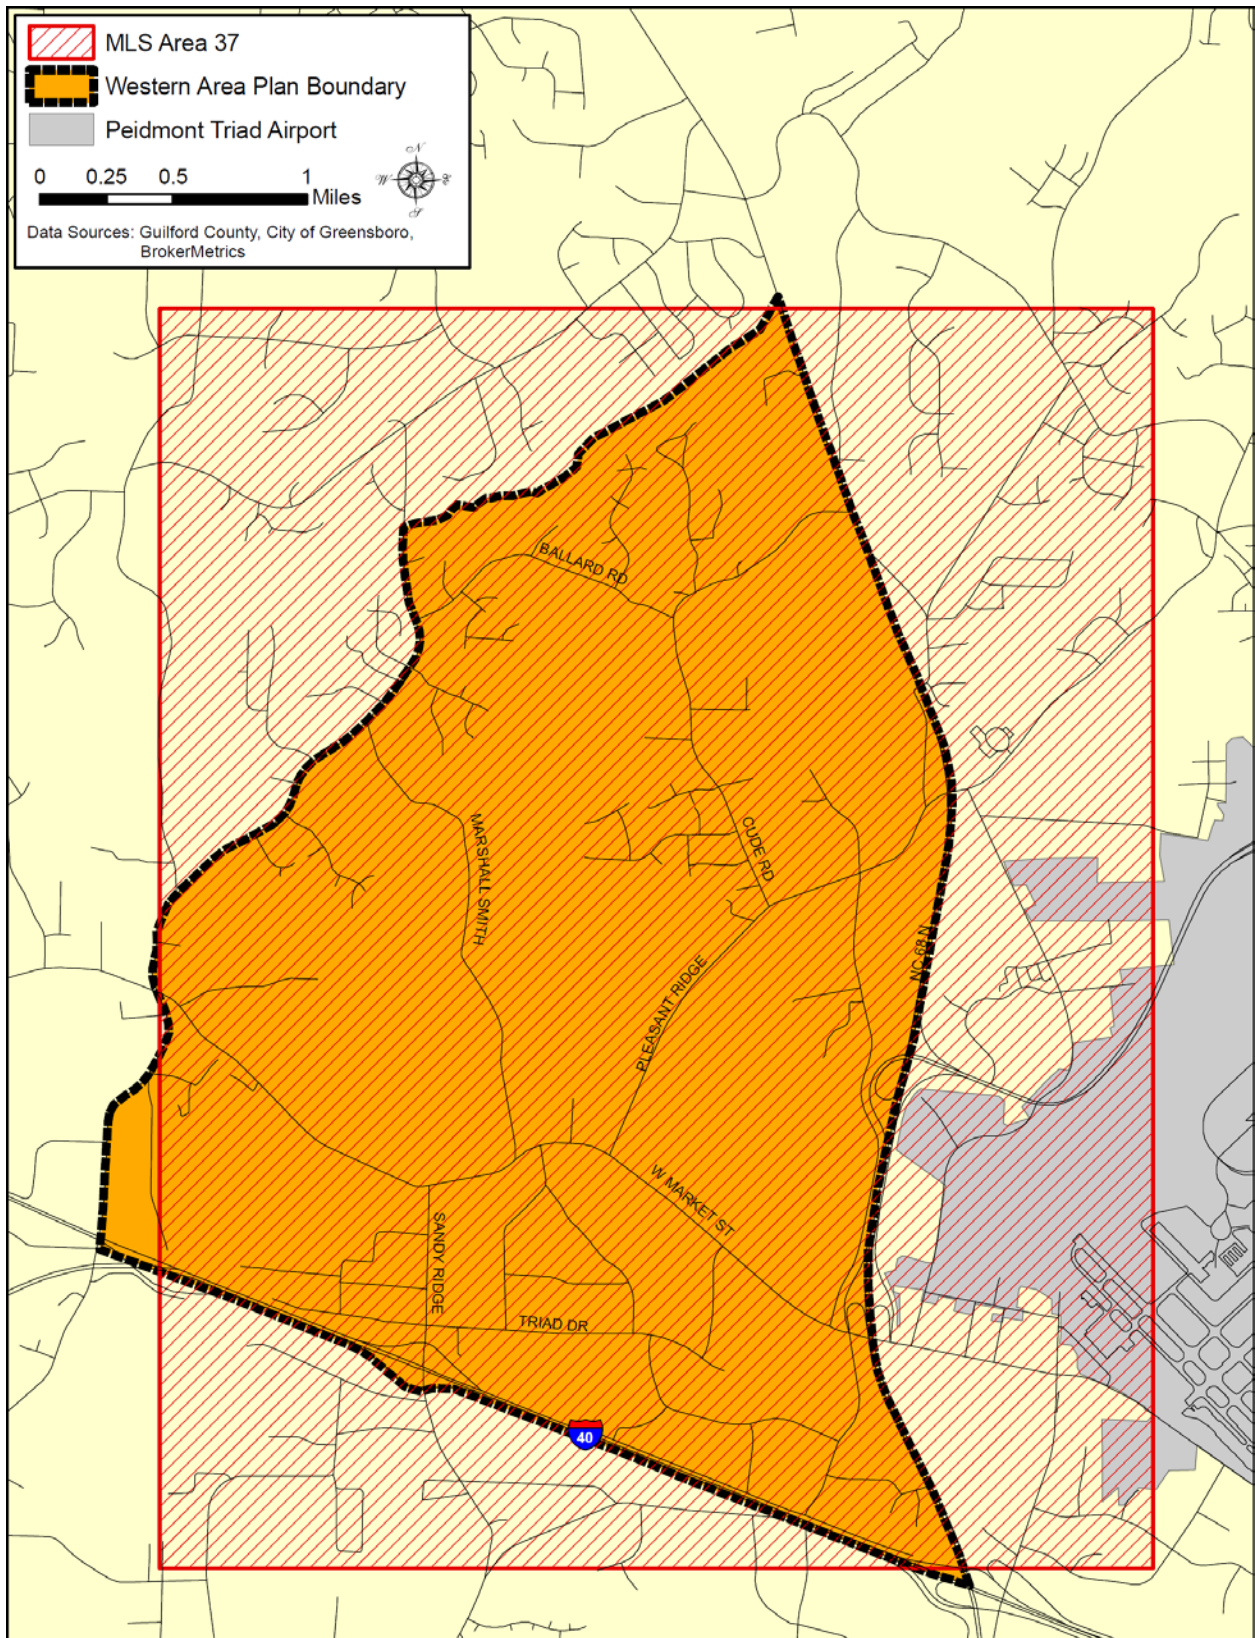 MLS Area 37
Western Area Plan Boundary
Peidmont Triad Airport
0 0.25 0.5 1
Miles
N
W E
S
Data Sources: Guilford County, City of Greensboro,
BrokerMetrics
BALLARD RD
MARSHALL SMITH
CUDE RD
NC 68 N
PLEASANT RIDGE
W MARKET ST
SANDY RIDGE
TRIAD DR
40